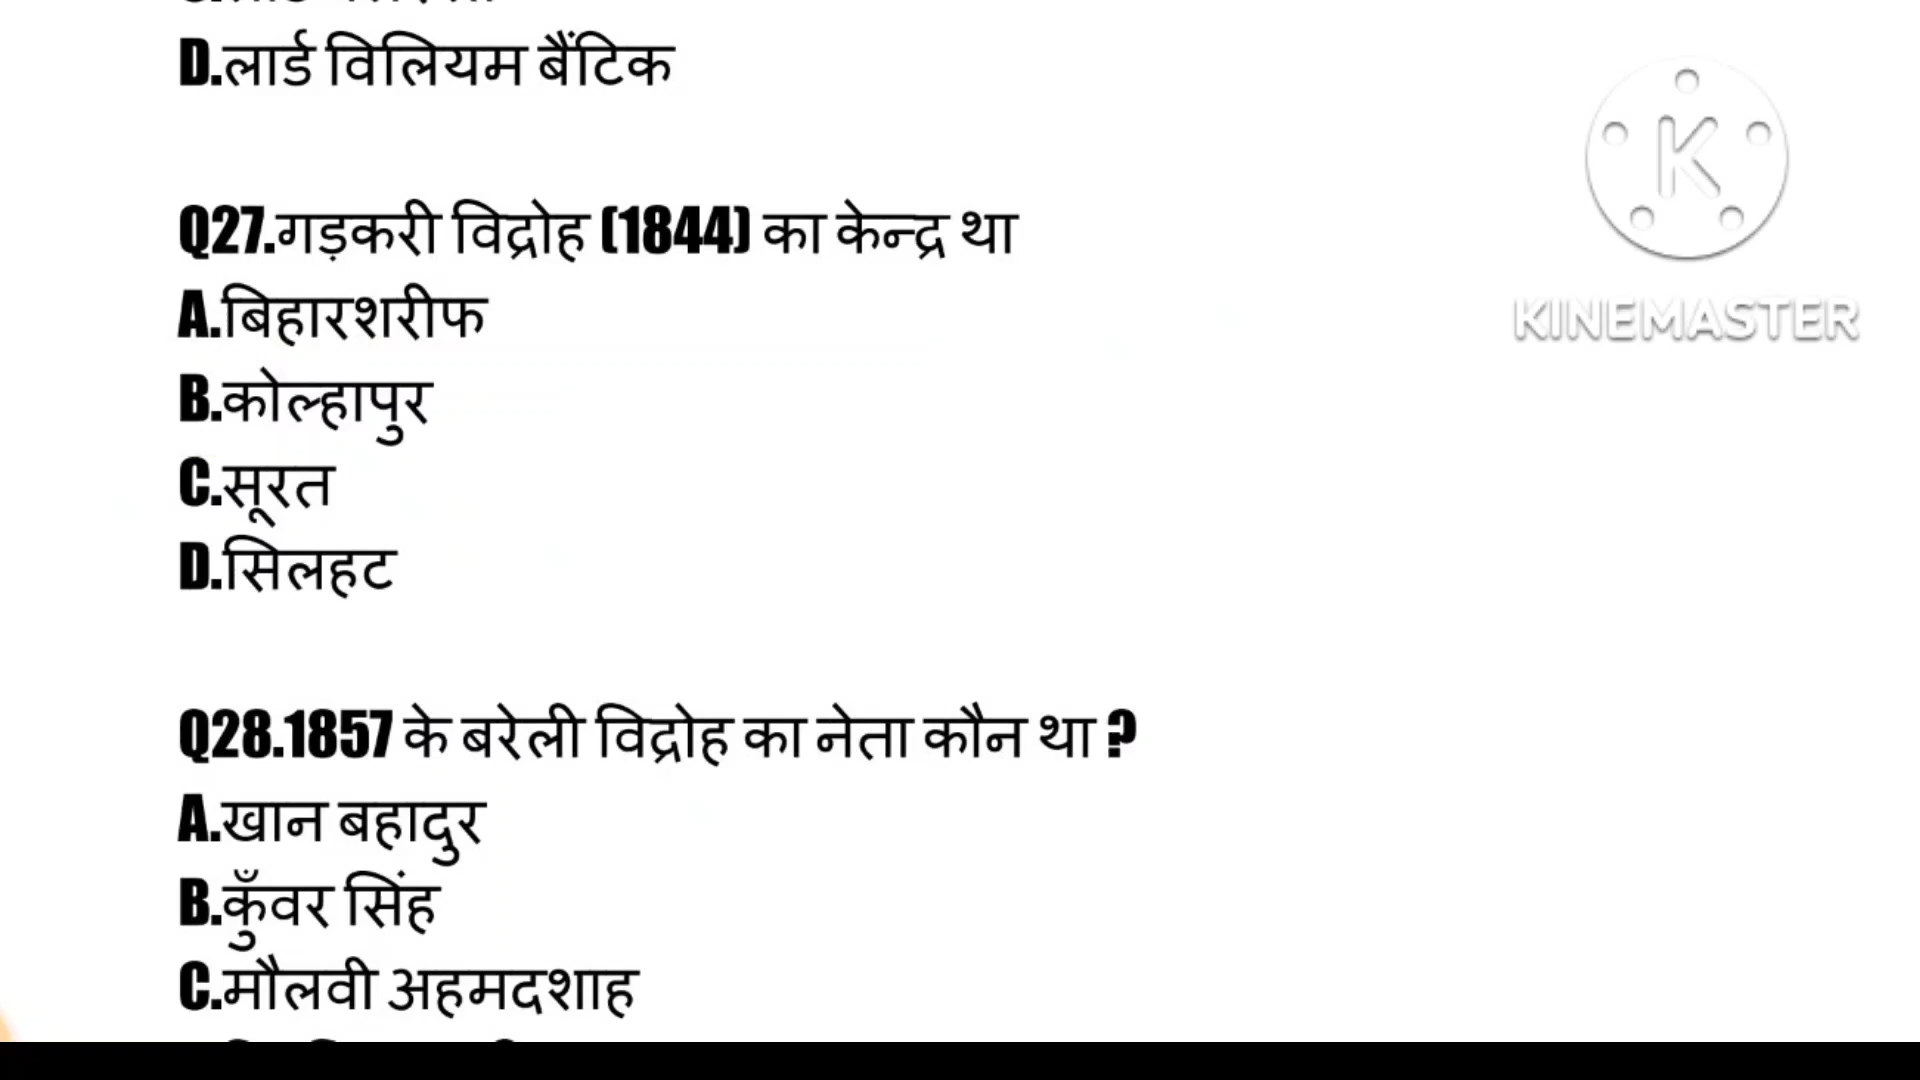 D.लार्ड विलियम बैंटिक
Q27.गड़करी विद्रोह (1844) का केन्द्र था
A.बिहारशरीफ
B.कोल्हापुर
C.सूरत
D.सिलहट
Q28.1857 के बरेली विद्रोह का नेता कौन था ?
A.खान बहादुर
B.कुँवर सिंह
C.मौलवी अहमदशाह
K
KINEMASTER